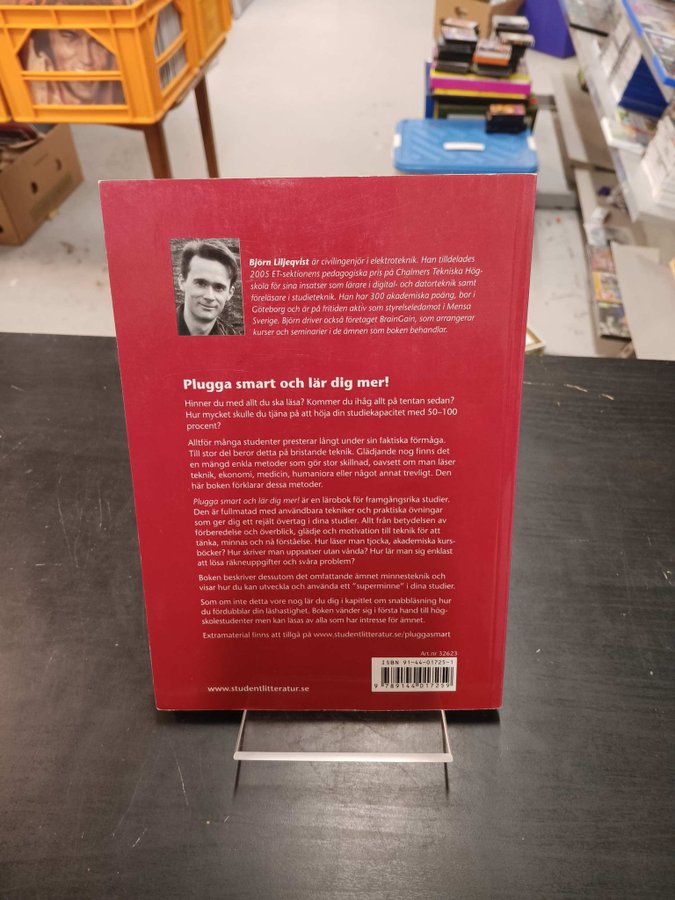 Björn Liljeqvist är civilingenjör i elektroteknik. Han tilldelades
2005 ET-sektionens pedagogiska pris på Chalmers Tekniska Hög-
skola för sina insatser som lärare i digital- och datorteknik samt
föreläsare i studieteknik. Han har 300 akademiska poäng, bor i
Göteborg och är på fritiden aktiv som styrelseledamot i Mensa
Sverige. Björn driver också företaget BrainGain, som arrangerar
kurser och seminarier i de ämnen som boken behandlar.
Plugga smart och lär dig mer!
Hinner du med allt du ska läsa? Kommer du ihåg allt på tentan sedan?
Hur mycket skulle du tjäna på att höja din studiekapacitet med 50–100
procent?
Alltför många studenter presterar långt under sin faktiska förmåga.
Till stor del beror detta på bristande teknik. Glädjande nog finns det
en mängd enkla metoder som gör stor skillnad, oavsett om man läser
teknik, ekonomi, medicin, humaniora eller något annat trevligt. Den
här boken förklarar dessa metoder.
Plugga smart och lär dig mer! är en lärobok för framgångsrika studier.
Den är fullmatad med användbara tekniker och praktiska övningar
som ger dig ett rejält övertag i dina studier. Allt från betydelsen av
förberedelse och överblick, glädje och motivation till teknik för att
tänka, minnas och nå förståelse. Hur läser man tjocka, akademiska kurs-
böcker? Hur skriver man uppsatser utan vånda? Hur lär man sig enklast
att lösa räkneuppgifter och svåra problem?
Boken beskriver dessutom det omfattande ämnet minnesteknik och
visar hur du kan utveckla och använda ett "superminne" i dina studier.
Som om inte detta vore nog lär du dig i kapitlet om snabbläsning hur
du fördubblar din läshastighet. Boken vänder sig i första hand till hög-
skolestudenter men kan läsas av alla som har intresse för ämnet.
Extramaterial finns att tillgå på www.studentlitteratur.se/pluggasmart
Art.nr 32623
ISBN 91-44-01725-1
9 789144 017259
www.studentlitteratur.se